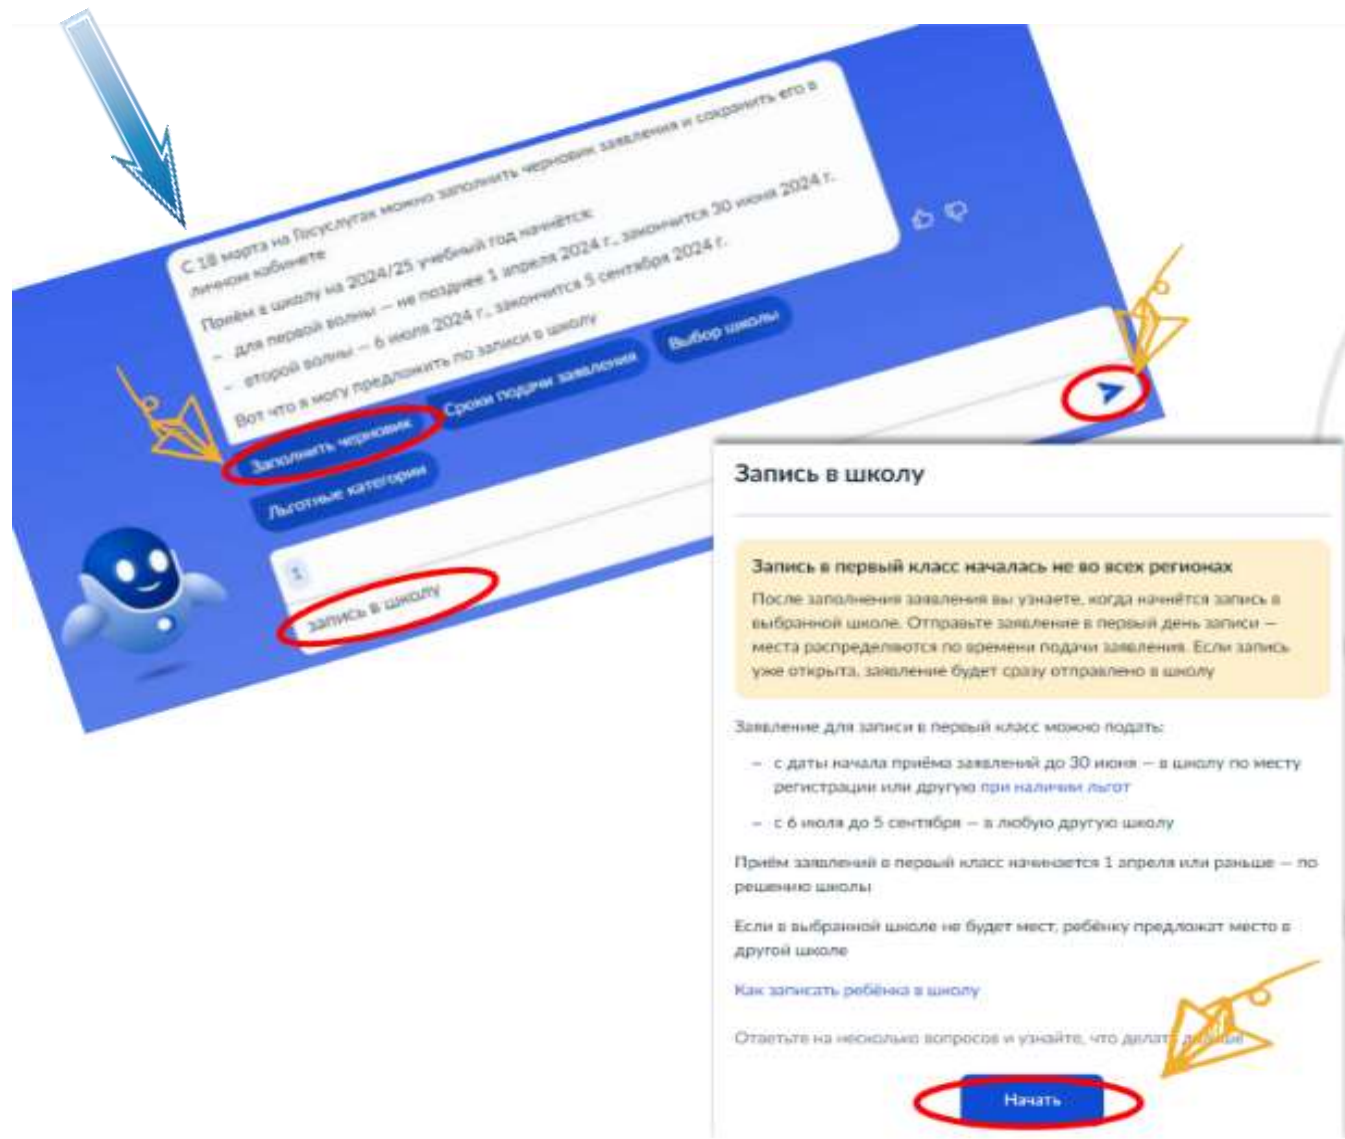 С 18 марта на Госуслугах можно заполнить черновик заявления и сохранить его в
личном кабинете
Приём в школу на 2024/25 учебный год начнётся:
– для первой волны — не позднее 1 апреля 2024 г., закончится 30 июня 2024 г.
– второй волны — 6 июля 2024 г., закончится 5 сентября 2024 г.
Вот что я могу предложить по записи в школу
Заполнить черновик
Сроки подачи заявления
Выбор школы
Льготные категории
1
запись в школу
Запись в школу
Запись в первый класс началась не во всех регионах
После заполнения заявления вы узнаете, когда начнётся запись в
выбранной школе. Отправьте заявление в первый день записи —
места распределяются по времени подачи заявления. Если запись
уже открыта, заявление будет сразу отправлено в школу
Заявление для записи в первый класс можно подать:
– с даты начала приёма заявлений до 30 июня — в школу по месту
регистрации или другую при наличии льгот
– с 6 июля до 5 сентября — в любую другую школу
Приём заявлений в первый класс начинается 1 апреля или раньше — по
решению школы
Если в выбранной школе не будет мест, ребёнку предложат место в
другой школе
Как записать ребёнка в школу
Ответьте на несколько вопросов и узнайте, что делать дальше
Начать